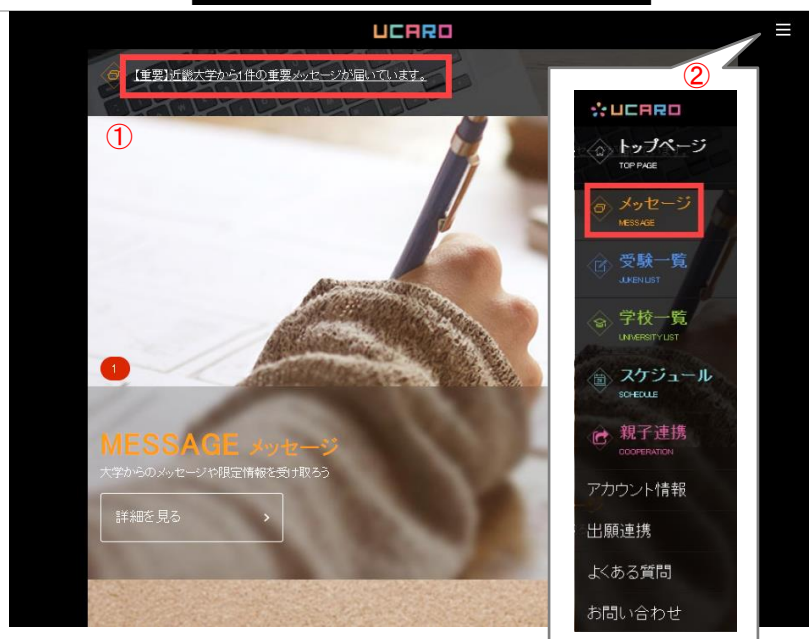 UCARO
【重要】近畿大学から1件の重要メッセージが届いています。
①
1
MESSAGE メッセージ
大学からのメッセージや限定情報を受け取ろう
詳細を見る
②
UCARO
トップページ
TOP PAGE
メッセージ
MESSAGE
受験一覧
JUKEN LIST
学校一覧
UNIVERSITY LIST
スケジュール
SCHEDULE
親子連携
COOPERATION
アカウント情報
出願連携
よくある質問
お問い合わせ